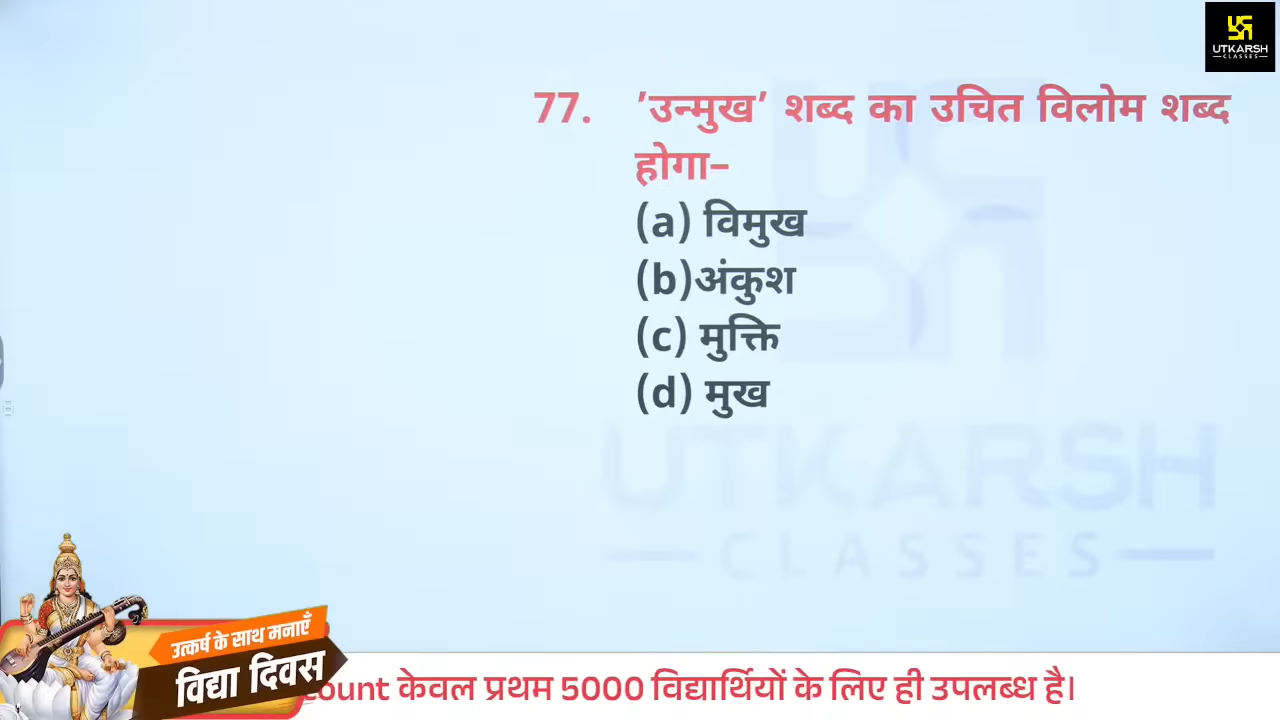 UTKARSH
CLASSES
77. ’उन्मुख’ शब्द का उचित विलोम शब्द
होगा–
(a) विमुख
(b)अंकुश
(c) मुक्ति
(d) मुख
UTKARSH
CLASSES
उत्कर्ष के साथ मनाएँ
विद्या दिवस
count केवल प्रथम 5000 विद्यार्थियों के लिए ही उपलब्ध है।